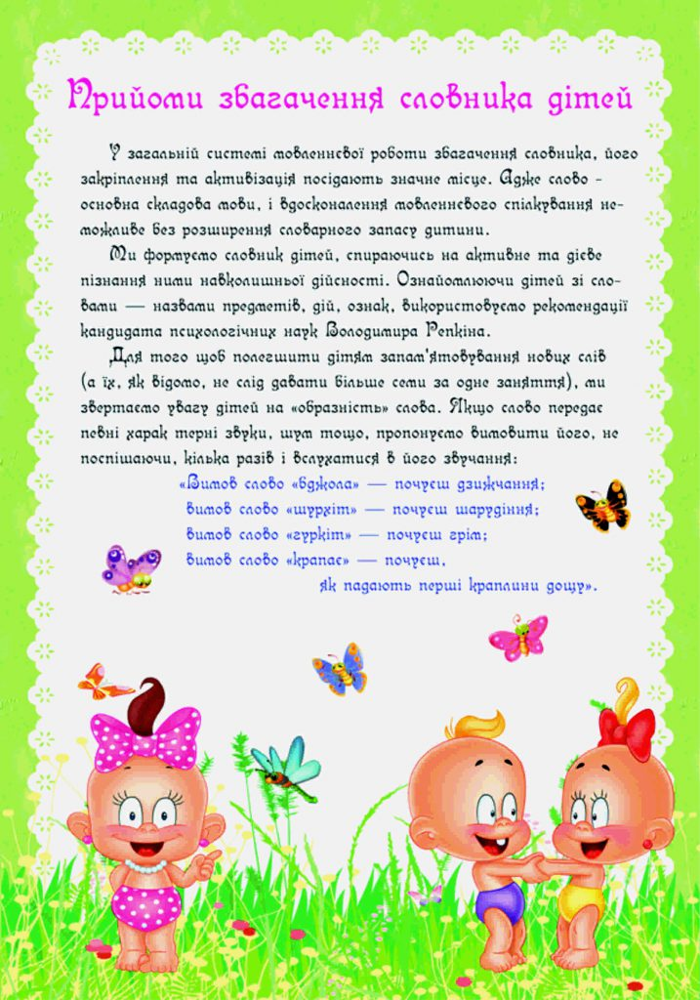 Прийоми збагачення словника дітей
У загальній системі мовленнєвої роботи збагачення словника, його
закріплення та активізація посідають значне місце. Адже слово -
основна складова мови, і вдосконалення мовленнєвого спілкування не-
можливе без розширення словарного запасу дитини.
Ми формуємо словник дітей, спираючись на активне та дієве
пізнання ними навколишньої дійсності. Ознайомлюючи дітей зі сло-
вами — назвами предметів, дій, ознак, використовуємо рекомендації
кандидата психологічних наук Володимира Репкіна.
Для того щоб полегшити дітям запам'ятовування нових слів
(а їх, як відомо, не слід давати більше семи за одне заняття), ми
звертаємо увагу дітей на «образність» слова. Якщо слово передає
певні харак терні звуки, шум тощо, пропонуємо вимовити його, не
поспішаючи, кілька разів і вслухатися в його звучання:
«Вимов слово «бджола» — почуєш дзижчання;
вимов слово «шурхіт» — почуєш шарудіння;
вимов слово «гуркіт» — почуєш грім;
вимов слово «крапає» — почуєш,
як падають перші краплини дощу».